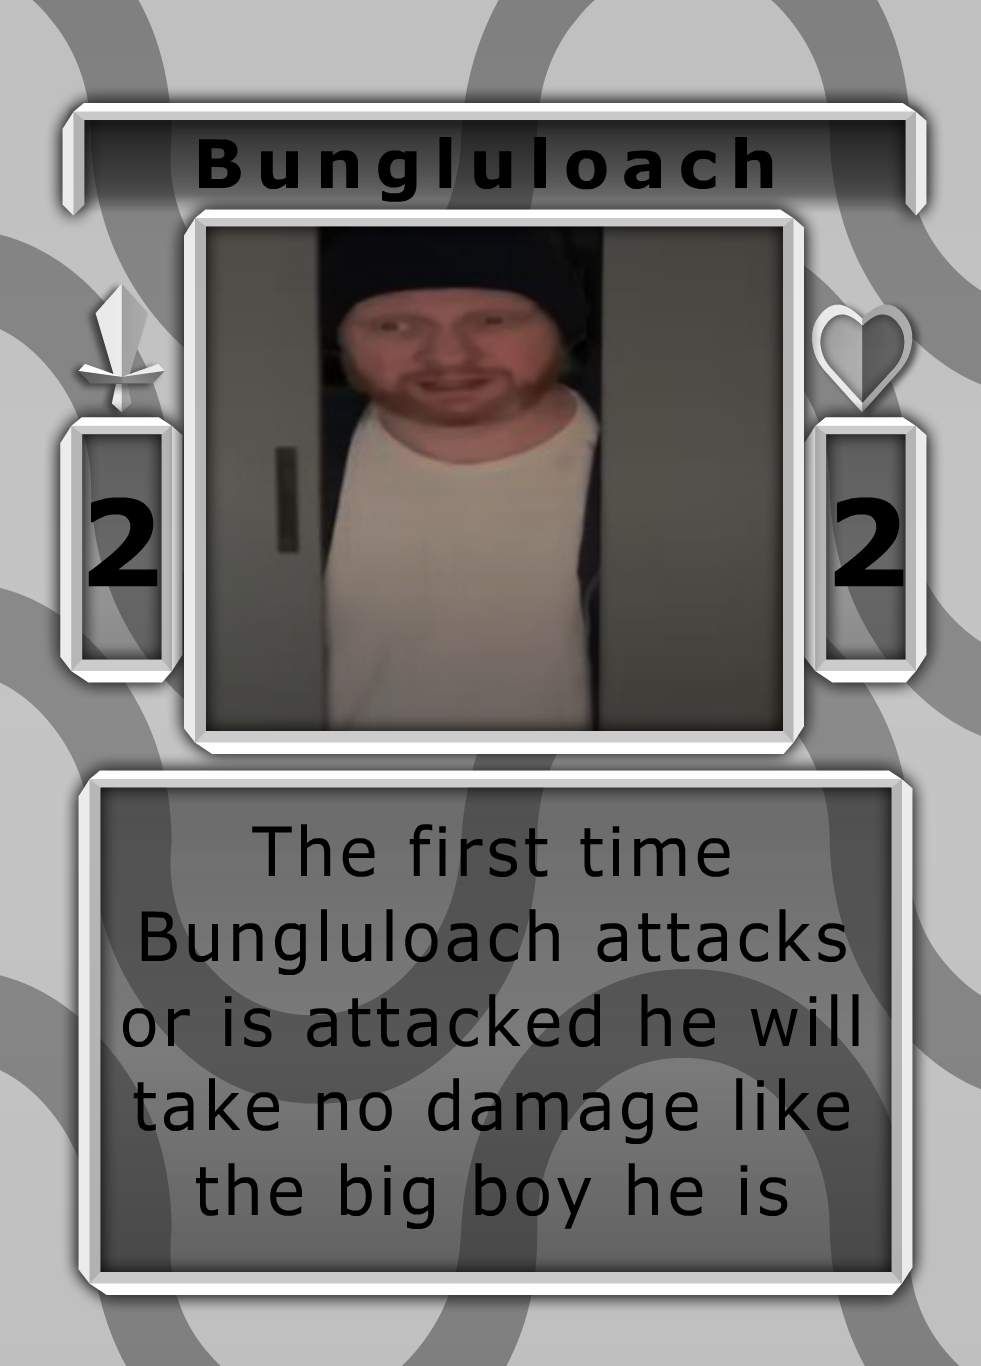 Bungluloach
2
2
The first time
Bungluloach attacks
or is attacked he will
take no damage like
the big boy he is